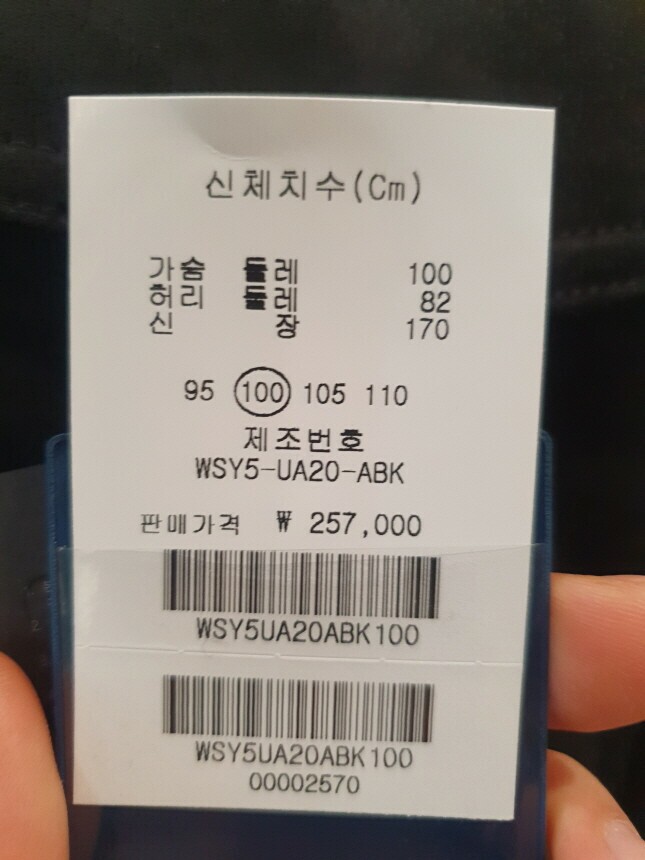 신체치수(Cm)
가슴 둘레 100
허리 둘레 82
신 장 170
95 100 105 110
제조번호
WSY5-UA20-ABK
판매가격 ₩ 257,000
WSY5UA20ABK100
WSY5UA20ABK100
00002570